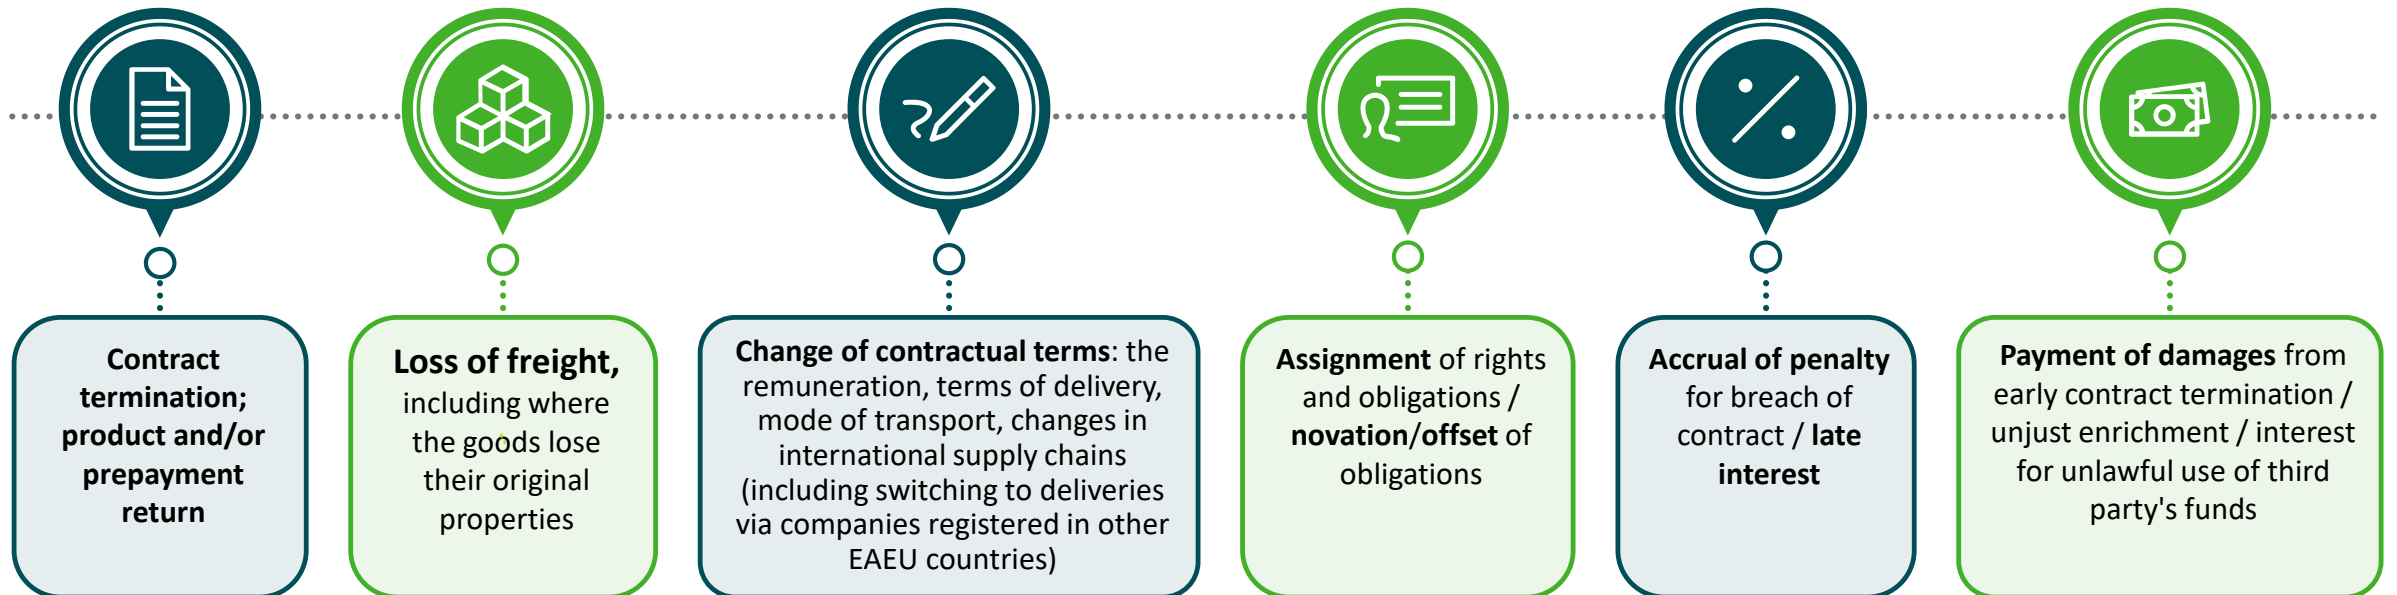 Contract
termination;
product and/or
prepayment
return
Loss of freight,
including where
the goods lose
their original
properties
Change of contractual terms: the
remuneration, terms of delivery,
mode of transport, changes in
international supply chains
(including switching to deliveries
via companies registered in other
EAEU countries)
Assignment of rights
and obligations /
novation/offset of
obligations
Accrual of penalty
for breach of
contract / late
interest
Payment of damages from
early contract termination /
unjust enrichment / interest
for unlawful use of third
party's funds